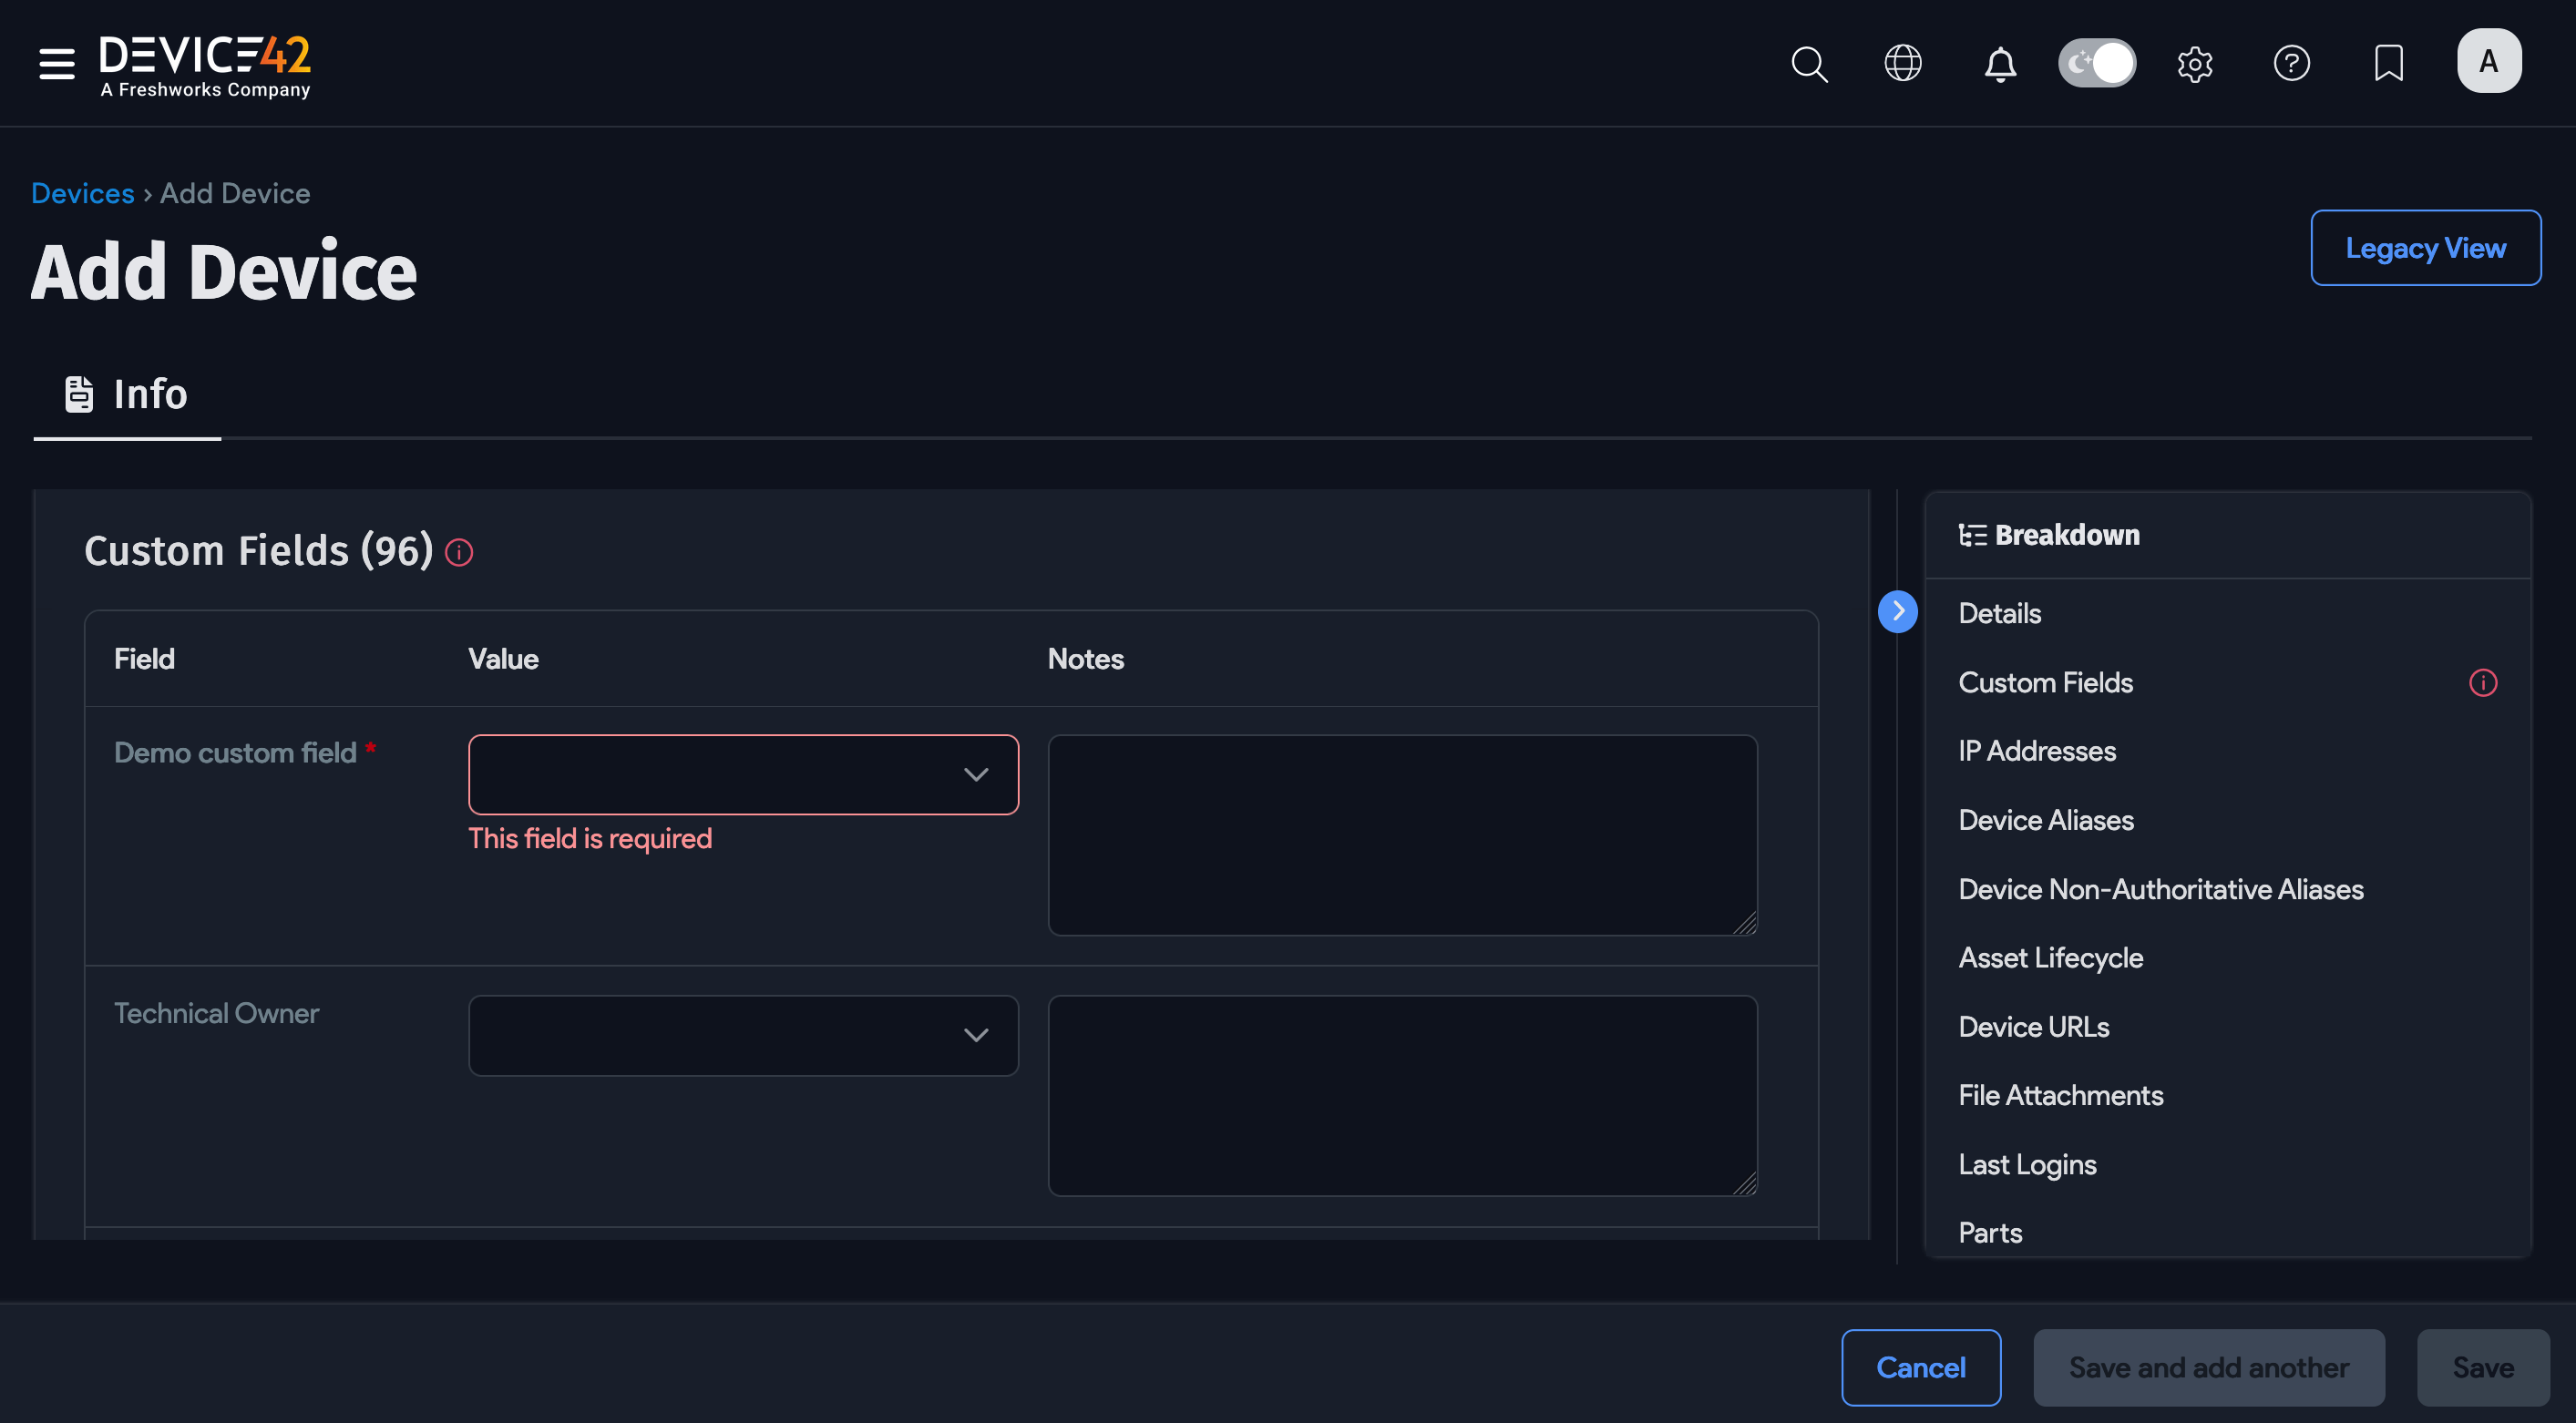 DEVICE42
A Freshworks Company
A
Devices › Add Device
Add Device
Legacy View
Info
Custom Fields (96)
Field Value Notes
Demo custom field *
This field is required
Technical Owner
Breakdown
Details
Custom Fields
IP Addresses
Device Aliases
Device Non-Authoritative Aliases
Asset Lifecycle
Device URLs
File Attachments
Last Logins
Parts
Cancel
Save and add another
Save